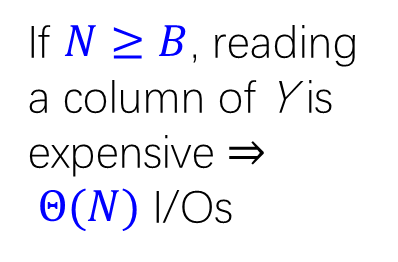 If N ≥ B, reading
a column of Y is
expensive ⇒
Θ(N) I/Os